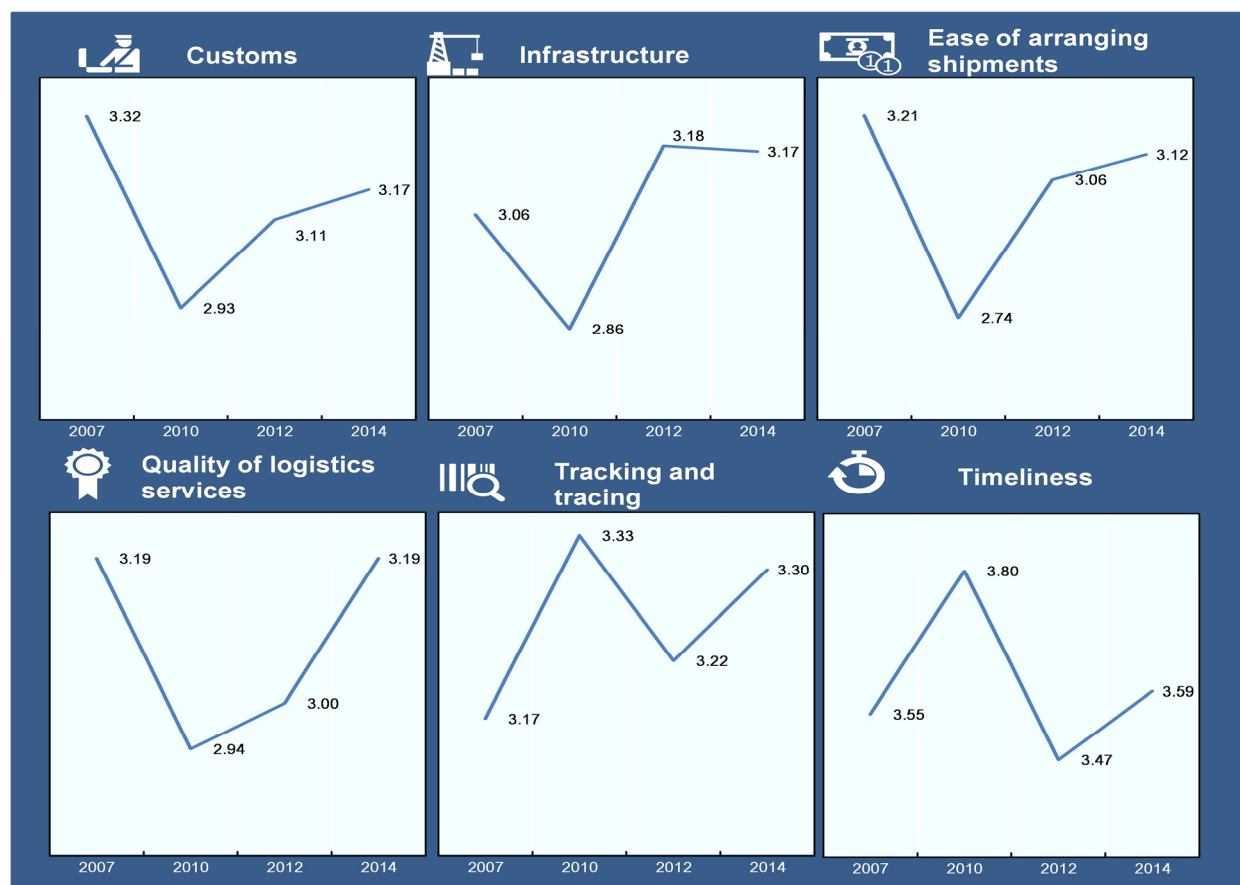 Customs
3.32
2.93
3.11
3.17
2007 2010 2012 2014
Infrastructure
3.06
2.86
3.18
3.17
2007 2010 2012 2014
Ease of arranging
shipments
1 1
3.21
2.74
3.06
3.12
2007 2010 2012 2014
Quality of logistics
services
3.19
2.94
3.00
3.19
2007 2010 2012 2014
Tracking and
tracing
3.17
3.33
3.22
3.30
2007 2010 2012 2014
Timeliness
3.55
3.80
3.47
3.59
2007 2010 2012 2014